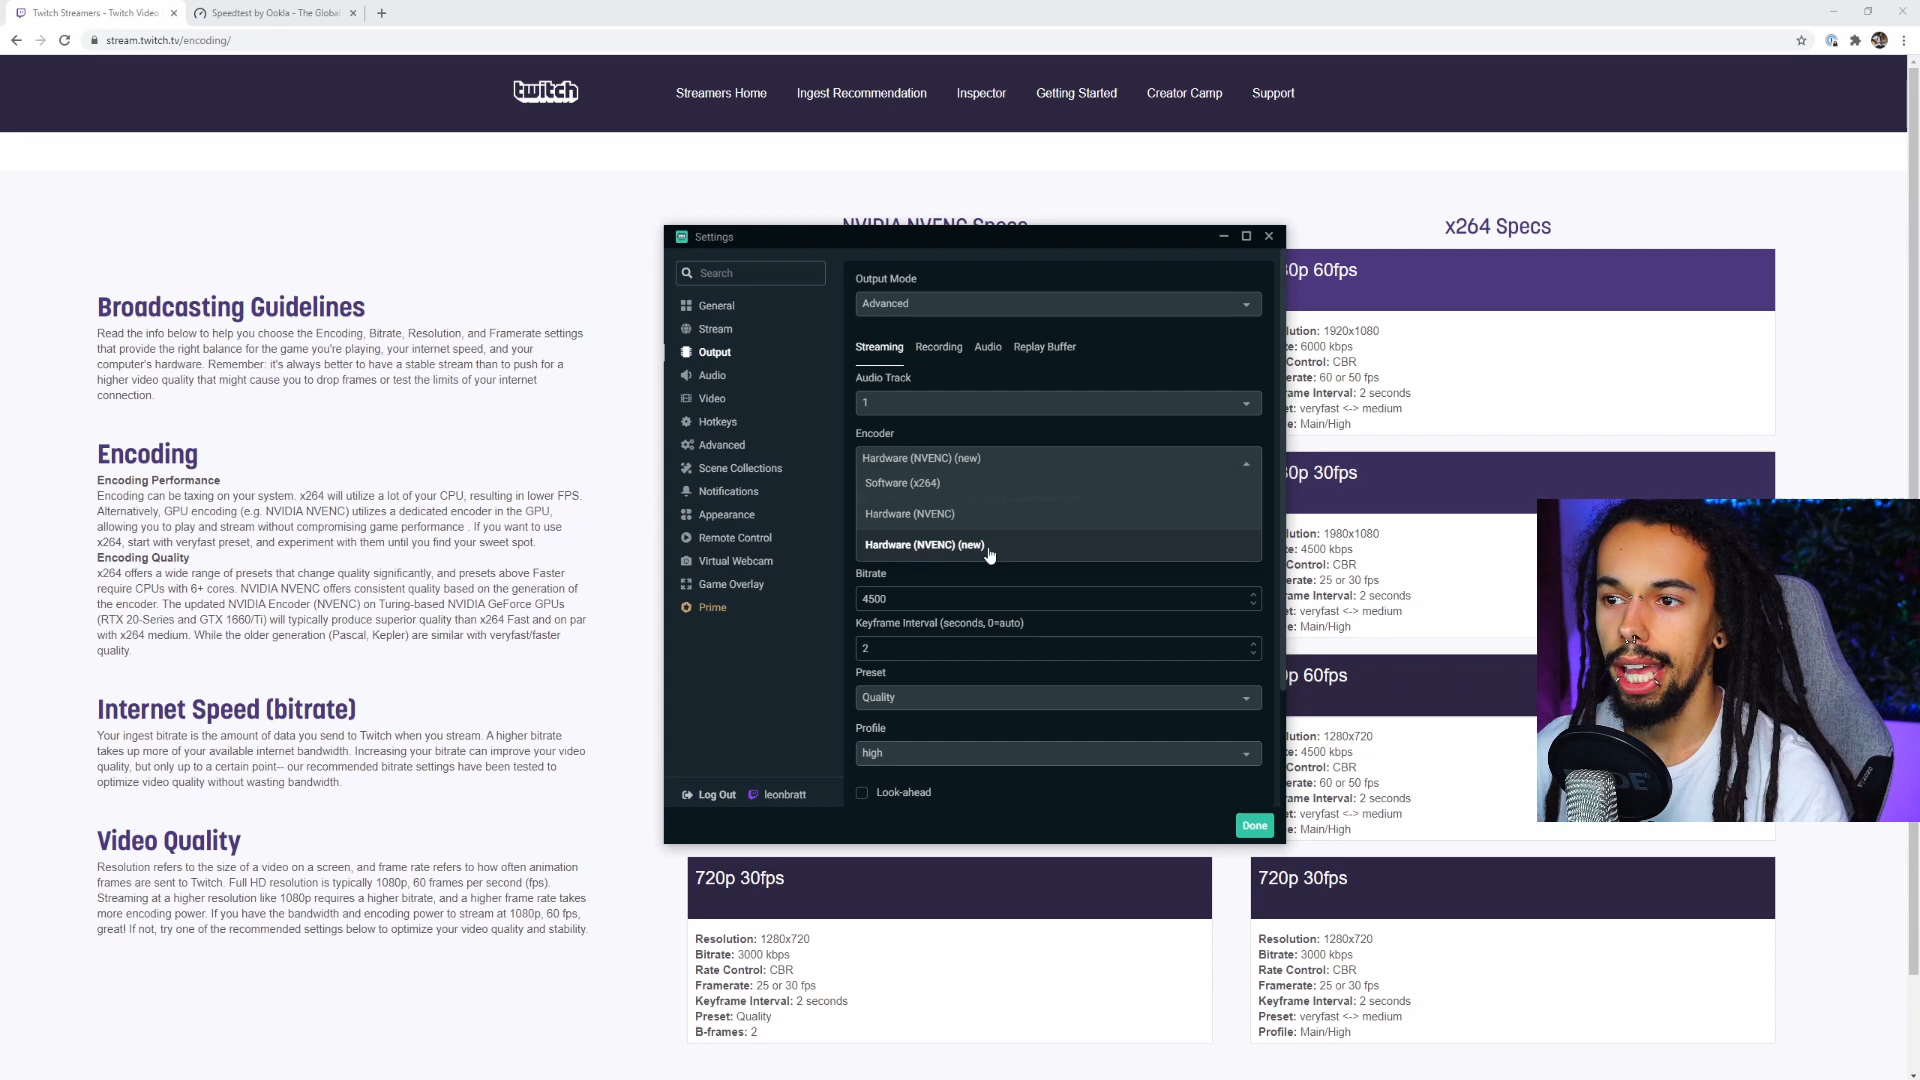 Twitch Streamers - Twitch Video
Speedtest by Ookla - The Global
stream.twitch.tv/encoding/
twitch
Streamers Home
Ingest Recommendation
Inspector
Getting Started
Creator Camp
Support
Broadcasting Guidelines
Read the info below to help you choose the Encoding, Bitrate, Resolution, and Framerate settings
that provide the right balance for the game you're playing, your internet speed, and your
computer's hardware. Remember: it's always better to have a stable stream than to push for a
higher video quality that might cause you to drop frames or test the limits of your internet
connection.
Encoding
Encoding Performance
Encoding can be taxing on your system. x264 will utilize a lot of your CPU, resulting in lower FPS.
Alternatively, GPU encoding (e.g. NVIDIA NVENC) utilizes a dedicated encoder in the GPU,
allowing you to play and stream without compromising game performance . If you want to use
x264, start with veryfast preset, and experiment with them until you find your sweet spot.
Encoding Quality
x264 offers a wide range of presets that change quality significantly, and presets above Faster
require CPUs with 6+ cores. NVIDIA NVENC offers consistent quality based on the generation of
the encoder. The updated NVIDIA Encoder (NVENC) on Turing-based NVIDIA GeForce GPUs
(RTX 20-Series and GTX 1660/Ti) will typically produce superior quality than x264 Fast and on par
with x264 medium. While the older generation (Pascal, Kepler) are similar with veryfast/faster
quality.
Internet Speed (bitrate)
Your ingest bitrate is the amount of data you send to Twitch when you stream. A higher bitrate
takes up more of your available internet bandwidth. Increasing your bitrate can improve your video
quality, but only up to a certain point-- our recommended bitrate settings have been tested to
optimize video quality without wasting bandwidth.
Video Quality
Resolution refers to the size of a video on a screen, and frame rate refers to how often animation
frames are sent to Twitch. Full HD resolution is typically 1080p, 60 frames per second (fps).
Streaming at a higher resolution like 1080p requires a higher bitrate, and a higher frame rate takes
more encoding power. If you have the bandwidth and encoding power to stream at 1080p, 60 fps,
great! If not, try one of the recommended settings below to optimize your video quality and stability.
NVIDIA NVENC Specs
Settings
Search
General
Stream
Output
Audio
Video
Hotkeys
Advanced
Scene Collections
Notifications
Appearance
Remote Control
Virtual Webcam
Game Overlay
Prime
Log Out
leonbratt
Output Mode
Advanced
Streaming
Recording
Audio
Replay Buffer
Audio Track
1
Encoder
Hardware (NVENC) (new)
Software (x264)
Hardware (NVENC)
Hardware (NVENC) (new)
Bitrate
4500
Keyframe Interval (seconds, 0=auto)
2
Preset
Quality
Profile
high
Look-ahead
Done
720p 30fps
Resolution: 1280x720
Bitrate: 3000 kbps
Rate Control: CBR
Framerate: 25 or 30 fps
Keyframe Interval: 2 seconds
Preset: Quality
B-frames: 2
x264 Specs
0p 60fps
lution: 1920x1080
te: 6000 kbps
Control: CBR
erate: 60 or 50 fps
ame Interval: 2 seconds
et: veryfast <-> medium
e: Main/High
0p 30fps
lution: 1980x1080
te: 4500 kbps
Control: CBR
erate: 25 or 30 fps
ame Interval: 2 seconds
et: veryfast <-> medium
e: Main/High
p 60fps
lution: 1280x720
te: 4500 kbps
Control: CBR
erate: 60 or 50 fps
ame Interval: 2 seconds
et: veryfast <-> medium
e: Main/High
720p 30fps
Resolution: 1280x720
Bitrate: 3000 kbps
Rate Control: CBR
Framerate: 25 or 30 fps
Keyframe Interval: 2 seconds
Preset: veryfast <-> medium
Profile: Main/High